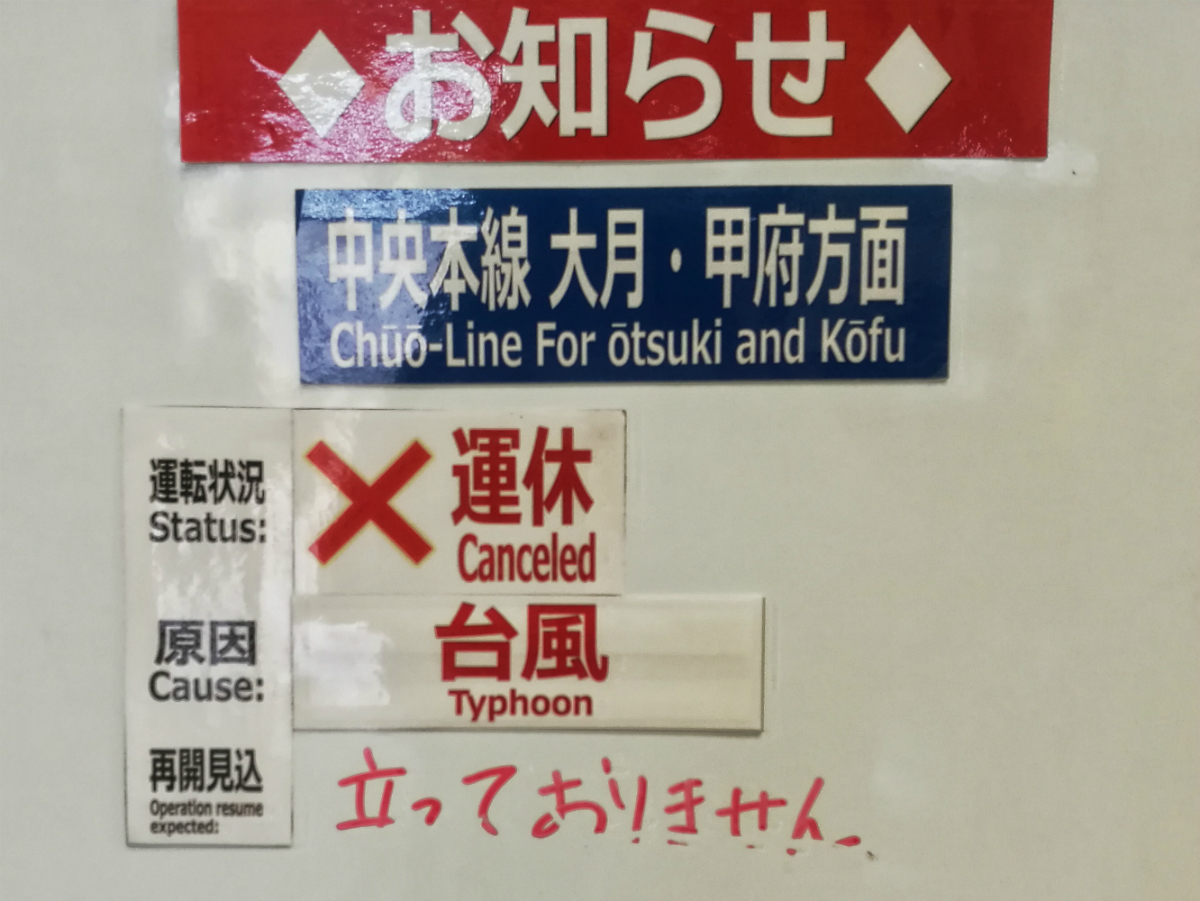 ◆お知らせ◆
中央本線 大月・甲府方面
Chūō-Line For ōtsuki and Kōfu
運転状況
Status:
運休
Canceled
原因
Cause:
台風
Typhoon
再開見込
Operation resume
expected:
立っておりません。